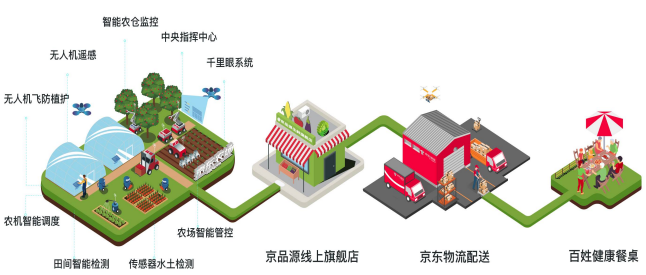 智能农仓监控
中央指挥中心
无人机遥感
千里眼系统
无人机飞防植护
农机智能调度
农场智能管控
田间智能检测
传感器水土检测
京品源线上旗舰店
京东物流配送
百姓健康餐桌